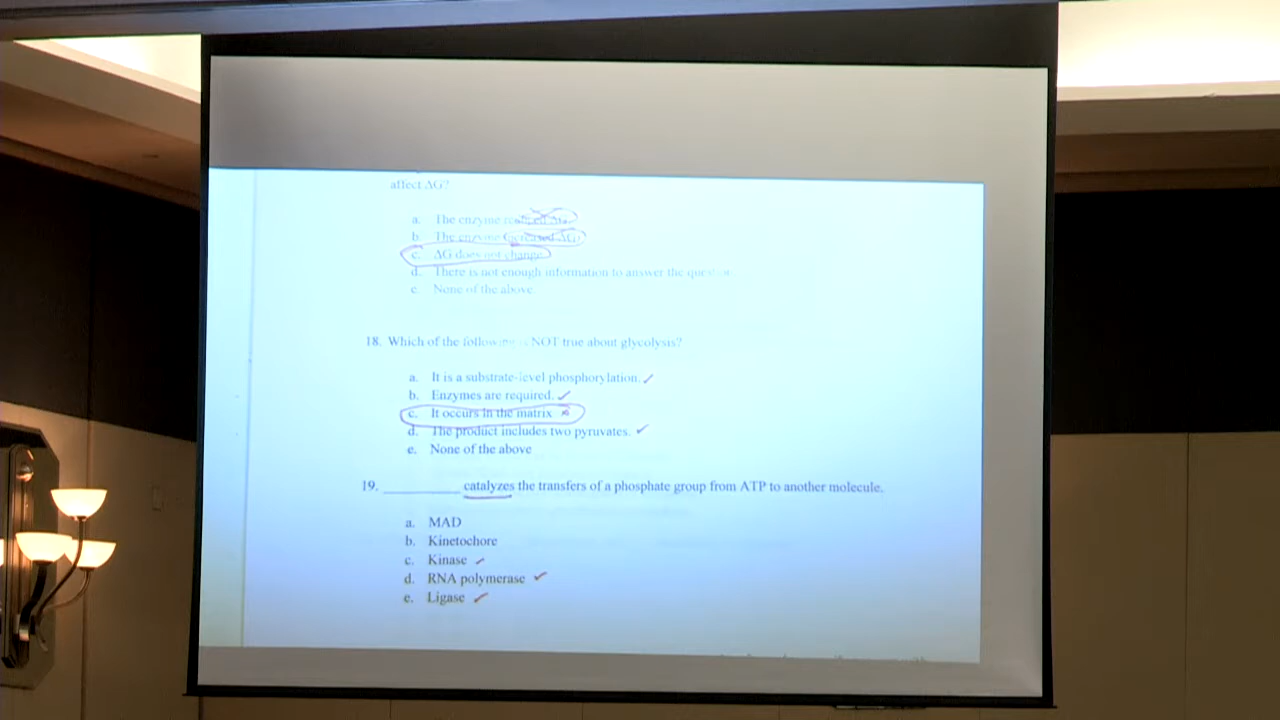 affect ΔG?
a. The enzyme
b. The enzyme increased ΔG
c. ΔG does not change
d. There is not enough information to answer the
e. None of the above
18. Which of the following is NOT true about glycolysis?
a. It is a substrate-level phosphorylation.
b. Enzymes are required.
c. It occurs in the matrix
d. The product includes two pyruvates.
e. None of the above
19. __________ catalyzes the transfers of a phosphate group from ATP to another molecule.
a. MAD
b. Kinetochore
c. Kinase
d. RNA polymerase
e. Ligase